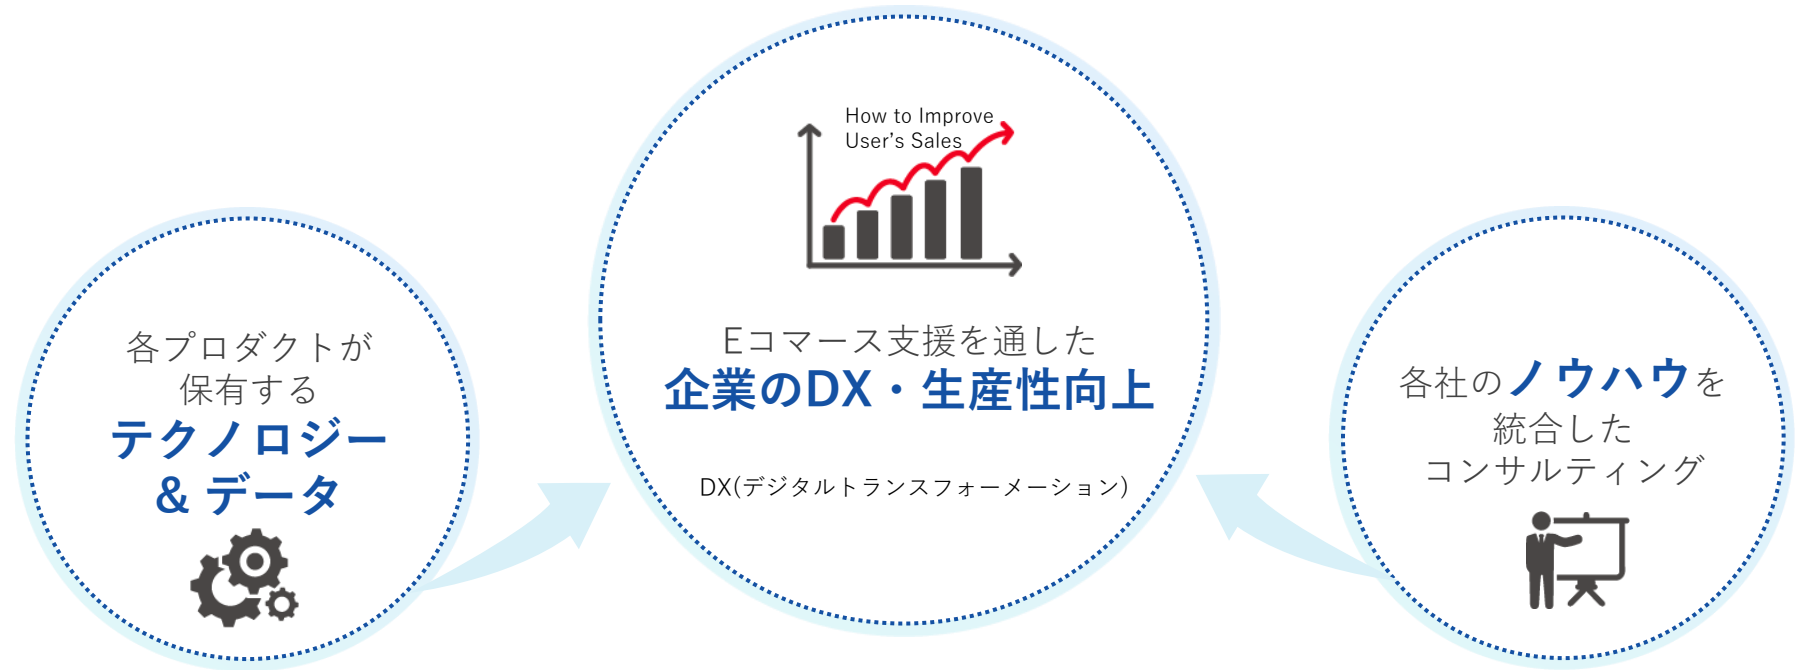 各プロダクトが
保有する
テクノロジー
& データ
How to Improve
User's Sales
Eコマース支援を通した
企業のDX・生産性向上
DX(デジタルトランスフォーメーション)
各社のノウハウを
統合した
コンサルティング